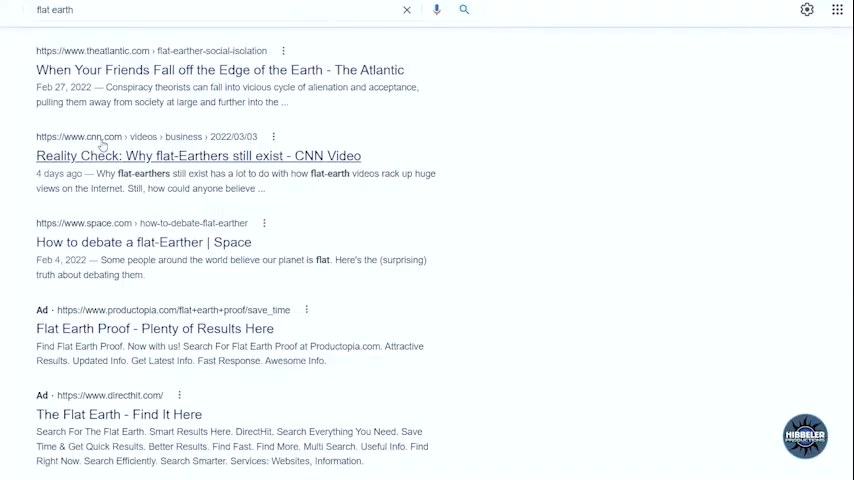 flat earth
https://www.theatlantic.com › flat-earther-social-isolation
When Your Friends Fall off the Edge of the Earth - The Atlantic
Feb 27, 2022 — Conspiracy theorists can fall into vicious cycle of alienation and acceptance,
pulling them away from society at large and further into the ...
https://www.cnn.com › videos › business › 2022/03/03
Reality Check: Why flat-Earthers still exist - CNN Video
4 days ago — Why flat-earthers still exist has a lot to do with how flat-earth videos rack up huge
views on the Internet. Still, how could anyone believe ...
https://www.space.com › how-to-debate-flat-earther
How to debate a flat-Earther | Space
Feb 4, 2022 — Some people around the world believe our planet is flat. Here's the (surprising)
truth about debating them.
Ad · https://www.productopia.com/flat+earth+proof/save_time
Flat Earth Proof - Plenty of Results Here
Find Flat Earth Proof. Now with us! Search For Flat Earth Proof at Productopia.com. Attractive
Results. Updated Info. Get Latest Info. Fast Response. Awesome Info.
Ad · https://www.directhit.com/
The Flat Earth - Find It Here
Search For The Flat Earth. Smart Results Here. DirectHit. Search Everything You Need. Save
Time & Get Quick Results. Better Results. Find Fast. Find More. Multi Search. Useful Info. Find
Right Now. Search Efficiently. Search Smarter. Services: Websites, Information.
HIBBELER
PRODUCTIONS